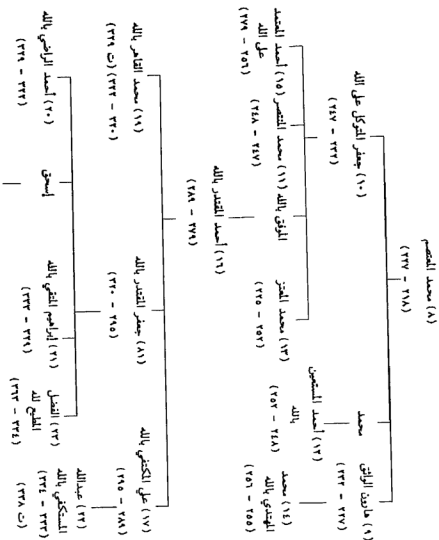 (٨) محمد المعتصم
(٢١٨ - ٢٢٧)
(١٠) جعفر المتوكل على الله
(٢٣٢ - ٢٤٧)
محمد
(٩) هارون الواثق
(٢٢٧ - ٢٣٢)
(١٥) أحمد المعتمد
على الله
(٢٥٦ - ٢٧٩)
(١١) محمد المنتصر
(٢٤٧ - ٢٤٨)
الموفق بالله
(١٣) محمد المعتز
(٢٥٢ - ٢٣٥)
(١٢) أحمد المستعين
بالله
(٢٤٨ - ٢٥٢)
(١٤) محمد
المهتدي بالله
(٢٥٥ - ٢٥٦)
(١٦) أحمد المقتدر بالله
(٢٧٩ - ٢٨٩)
(١٩) محمد القاهر بالله
(٣٢٠ - ٣٢٢) (ت ٣٣٩)
(٨١) جعفر المقتدر بالله
(٢٩٥ - ٣٢٠)
(١٧) علي المكتفي بالله
(٢٨٩ - ٢٩٥)
(٢٠) أحمد الراضي بالله
(٣٢٢ - ٣٢٩)
إسحق
(٢١) إبراهيم المتقي بالله
(٣٢٩ - ٣٣٣)
(٢٣) الفضل
المطيع لله
(٣٣٤ - ٣٦٣)
(٢٢) عبدالله
المستكفي بالله
(٣٣٣ - ٣٣٤)
(ت ٣٣٨)